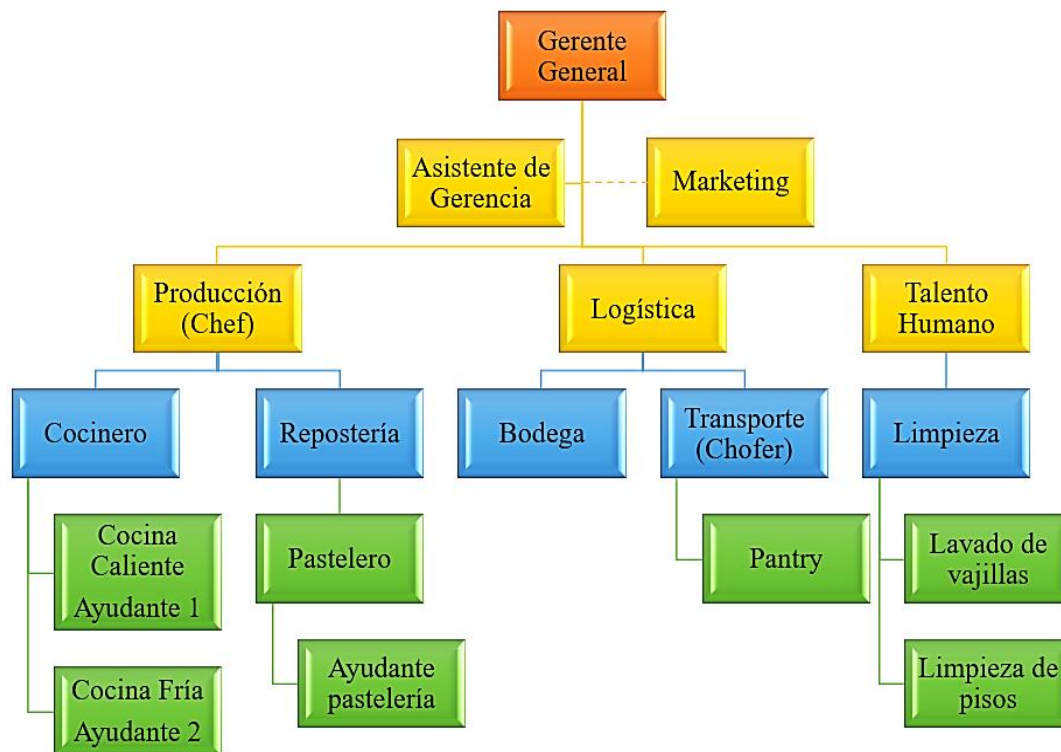 Gerente
General
Asistente de
Gerencia
Marketing
Producción
(Chef)
Logística
Talento
Humano
Cocinero
Repostería
Bodega
Transporte
(Chofer)
Limpieza
Cocina
Caliente
Ayudante 1
Pastelero
Pantry
Lavado de
vajillas
Cocina Fría
Ayudante 2
Ayudante
pastelería
Limpieza de
pisos